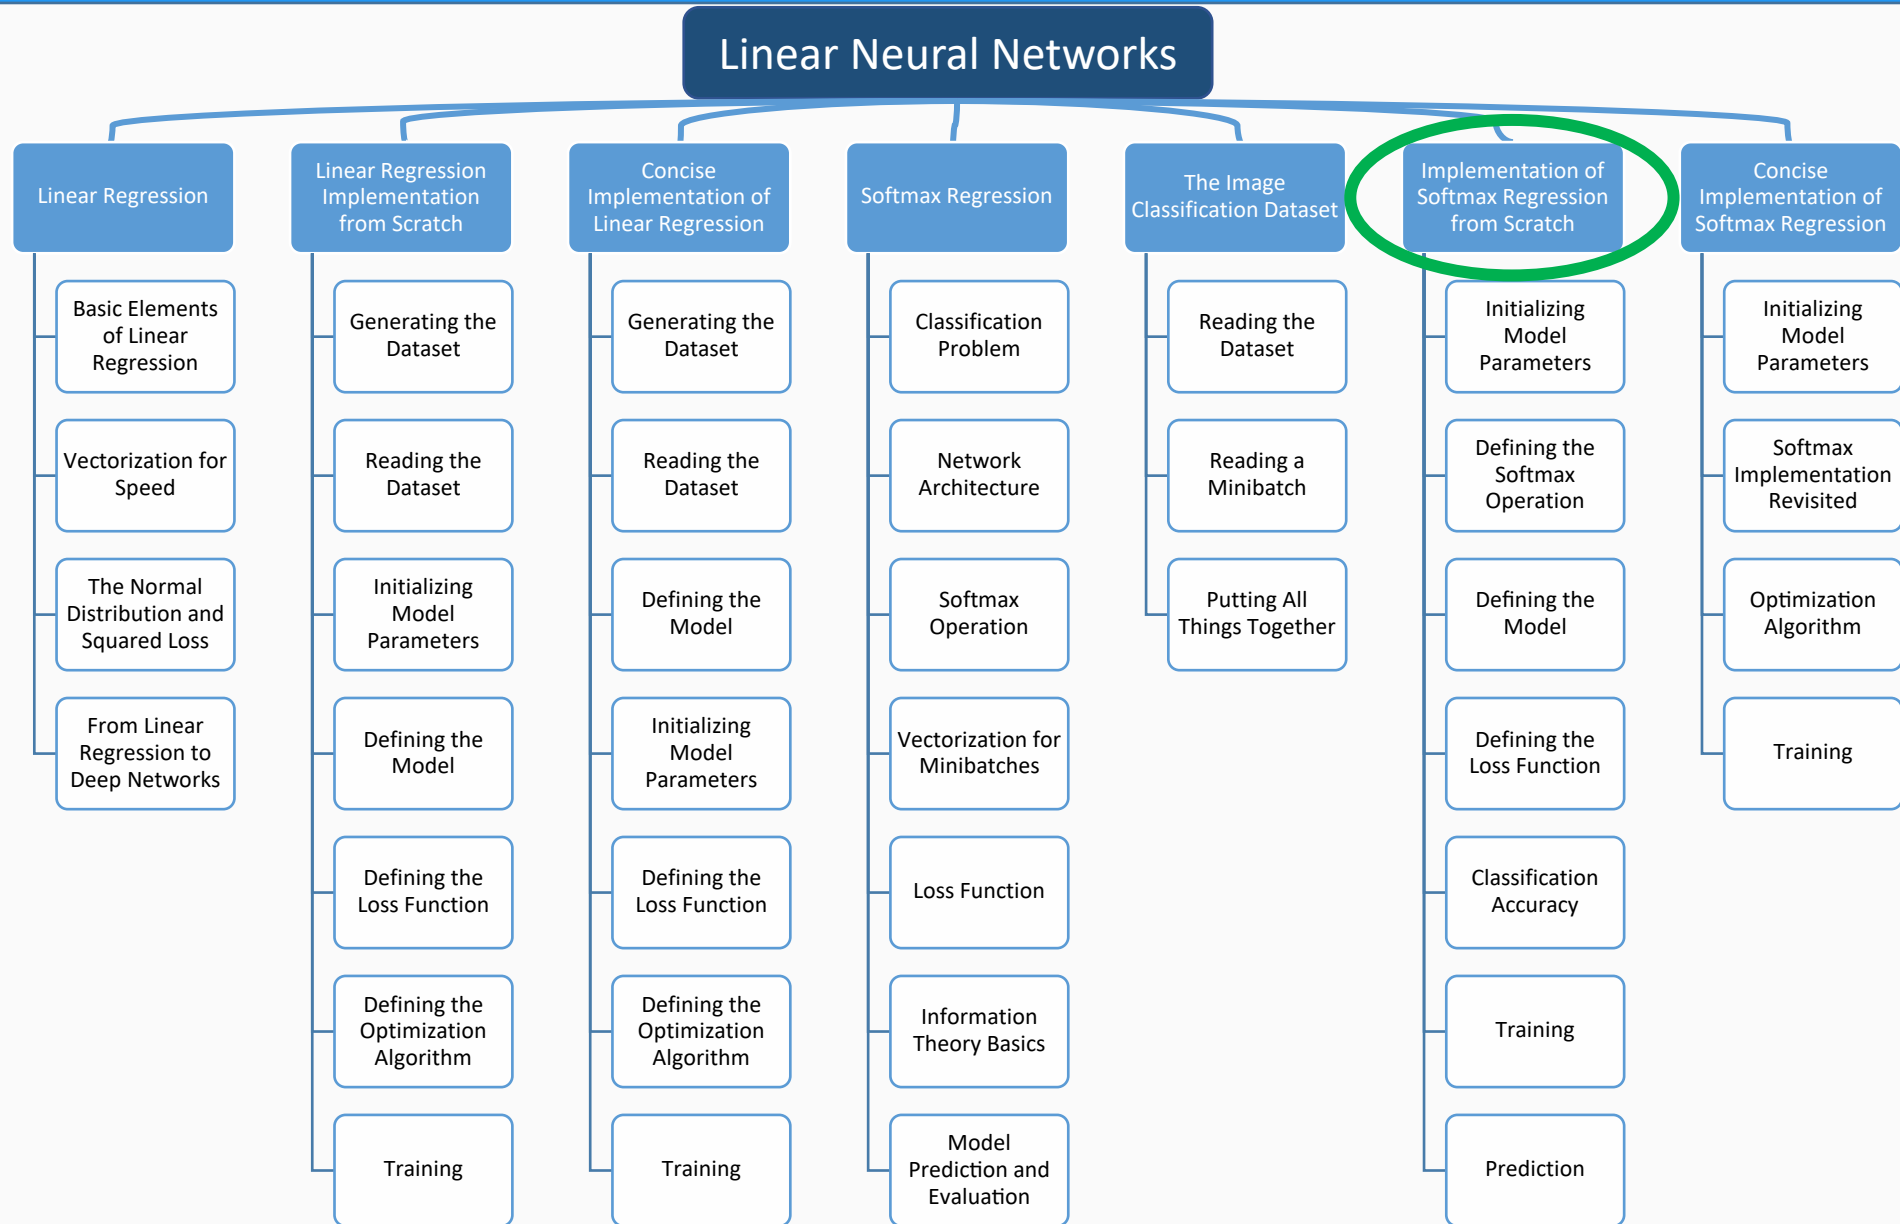 Linear Neural Networks
Linear Regression
Basic Elements
of Linear
Regression
Vectorization for
Speed
The Normal
Distribution and
Squared Loss
From Linear
Regression to
Deep Networks
Linear Regression
Implementation
from Scratch
Generating the
Dataset
Reading the
Dataset
Initializing
Model
Parameters
Defining the
Model
Defining the
Loss Function
Defining the
Optimization
Algorithm
Training
Concise
Implementation of
Linear Regression
Generating the
Dataset
Reading the
Dataset
Defining the
Model
Initializing
Model
Parameters
Defining the
Loss Function
Defining the
Optimization
Algorithm
Training
Softmax Regression
Classification
Problem
Network
Architecture
Softmax
Operation
Vectorization for
Minibatches
Loss Function
Information
Theory Basics
Model
Prediction and
Evaluation
The Image
Classification Dataset
Reading the
Dataset
Reading a
Minibatch
Putting All
Things Together
Implementation of
Softmax Regression
from Scratch
Initializing
Model
Parameters
Defining the
Softmax
Operation
Defining the
Model
Defining the
Loss Function
Classification
Accuracy
Training
Prediction
Concise
Implementation of
Softmax Regression
Initializing
Model
Parameters
Softmax
Implementation
Revisited
Optimization
Algorithm
Training